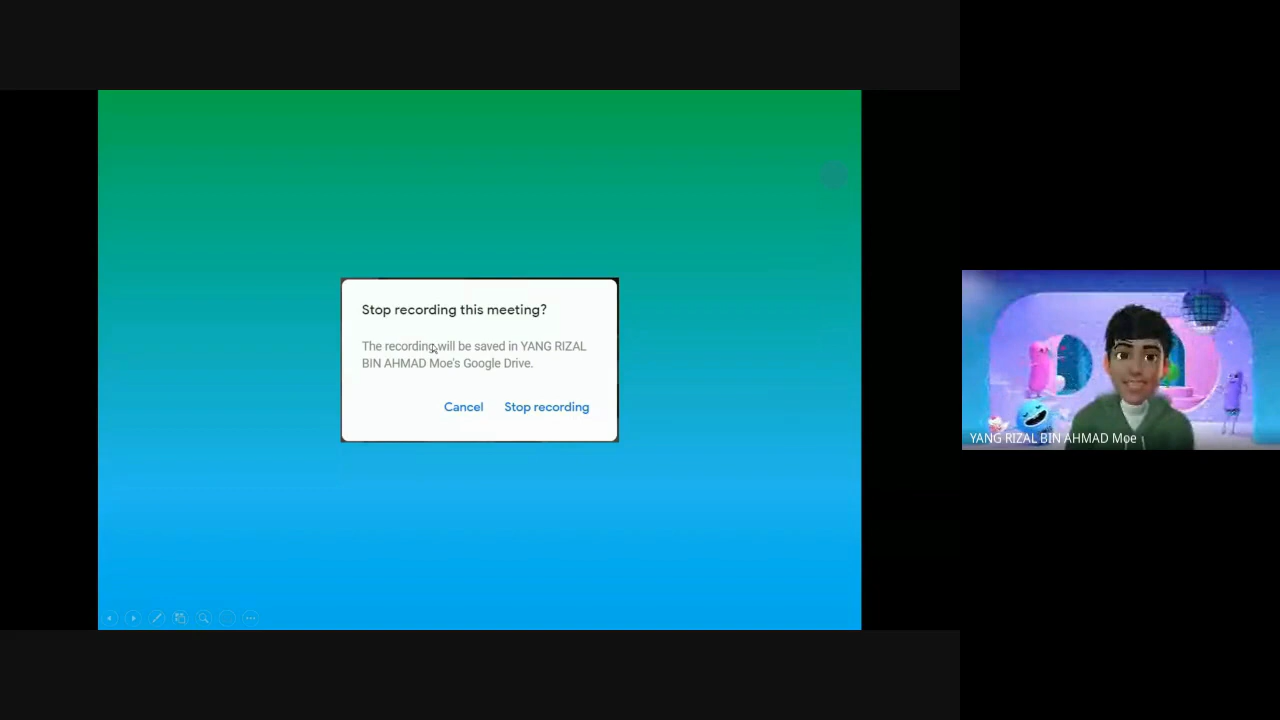 Stop recording this meeting?
The recording will be saved in YANG RIZAL
BIN AHMAD Moe's Google Drive.
Cancel Stop recording
YANG RIZAL BIN AHMAD Moe